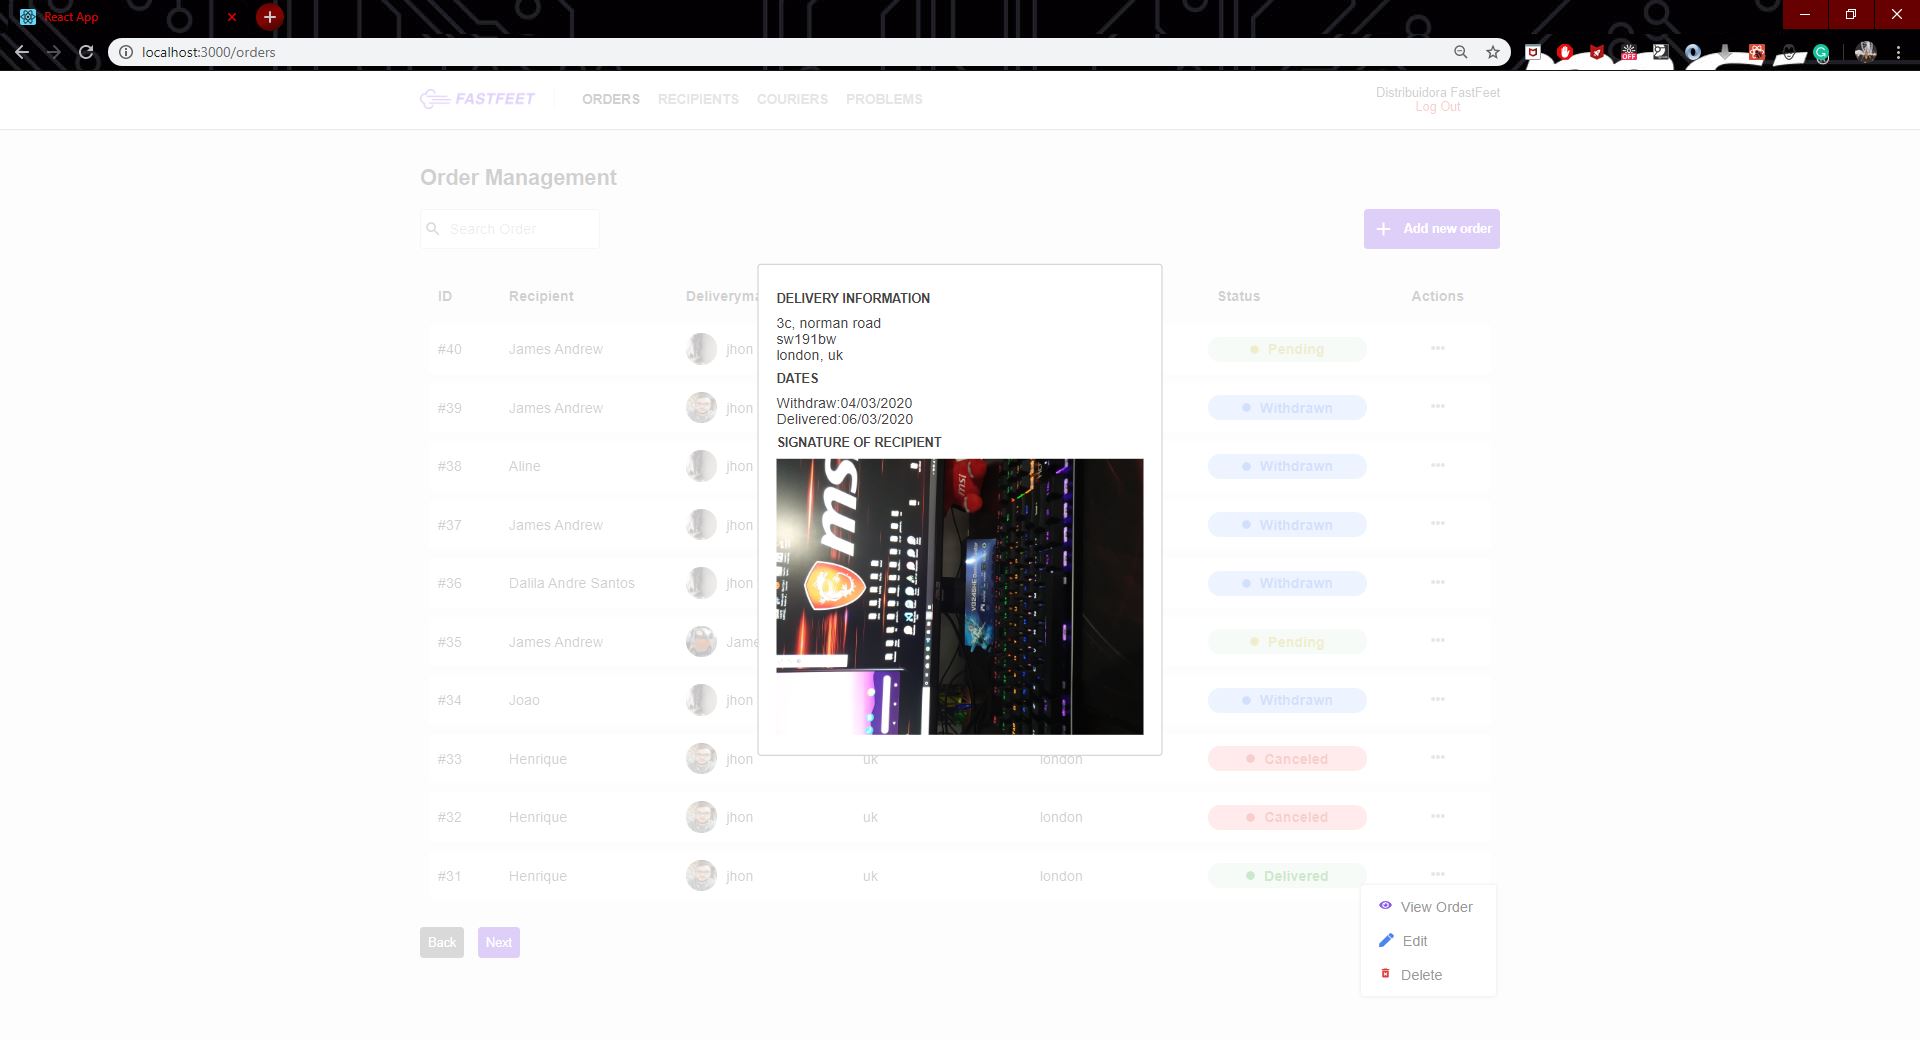 React App
localhost:3000/orders
FASTFEET
ORDERS RECIPIENTS COURIERS PROBLEMS
Distribuidora FastFeet
Log Out
Order Management
Search Order
Add new order
ID Recipient Status Actions
#40 James Andrew jhon Pending
#39 James Andrew jhon Withdrawn
#38 Aline jhon Withdrawn
#37 James Andrew jhon Withdrawn
#36 Dalila Andre Santos jhon Withdrawn
#35 James Andrew Jame Pending
#34 Joao jhon Withdrawn
#33 Henrique jhon uk london Canceled
#32 Henrique jhon uk london Canceled
#31 Henrique jhon uk london Delivered
DELIVERY INFORMATION
3c, norman road
sw191bw
london, uk
DATES
Withdraw:04/03/2020
Delivered:06/03/2020
SIGNATURE OF RECIPIENT
msi
View Order
Edit
Delete
Back Next